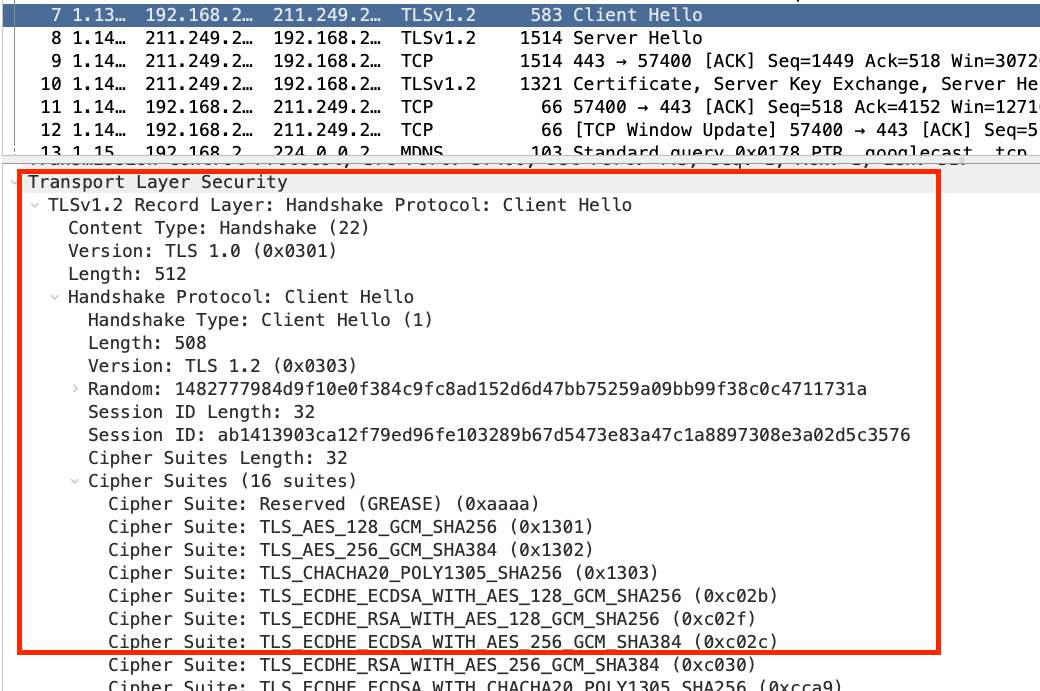 7 1.13… 192.168.2… 211.249.2… TLSv1.2 583 Client Hello
8 1.14… 211.249.2… 192.168.2… TLSv1.2 1514 Server Hello
9 1.14… 211.249.2… 192.168.2… TCP 1514 443 → 57400 [ACK] Seq=1449 Ack=518 Win=3072
10 1.14… 211.249.2… 192.168.2… TLSv1.2 1321 Certificate, Server Key Exchange, Server He
11 1.14… 192.168.2… 211.249.2… TCP 66 57400 → 443 [ACK] Seq=518 Ack=4152 Win=1271
12 1.14… 192.168.2… 211.249.2… TCP 66 [TCP Window Update] 57400 → 443 [ACK] Seq=5
13 1.15 192.168.2 224.0.0.2 MDNS 103 Standard query 0x0178 PTR _googlecast._tcp
Transport Layer Security
TLSv1.2 Record Layer: Handshake Protocol: Client Hello
Content Type: Handshake (22)
Version: TLS 1.0 (0x0301)
Length: 512
Handshake Protocol: Client Hello
Handshake Type: Client Hello (1)
Length: 508
Version: TLS 1.2 (0x0303)
Random: 1482777984d9f10e0f384c9fc8ad152d6d47bb75259a09bb99f38c0c4711731a
Session ID Length: 32
Session ID: ab1413903ca12f79ed96fe103289b67d5473e83a47c1a8897308e3a02d5c3576
Cipher Suites Length: 32
Cipher Suites (16 suites)
Cipher Suite: Reserved (GREASE) (0xaaaa)
Cipher Suite: TLS_AES_128_GCM_SHA256 (0x1301)
Cipher Suite: TLS_AES_256_GCM_SHA384 (0x1302)
Cipher Suite: TLS_CHACHA20_POLY1305_SHA256 (0x1303)
Cipher Suite: TLS_ECDHE_ECDSA_WITH_AES_128_GCM_SHA256 (0xc02b)
Cipher Suite: TLS_ECDHE_RSA_WITH_AES_128_GCM_SHA256 (0xc02f)
Cipher Suite: TLS_ECDHE_ECDSA_WITH_AES_256_GCM_SHA384 (0xc02c)
Cipher Suite: TLS_ECDHE_RSA_WITH_AES_256_GCM_SHA384 (0xc030)
Cipher Suite: TLS_ECDHE_ECDSA_WITH_CHACHA20_POLY1305_SHA256 (0xcca9)